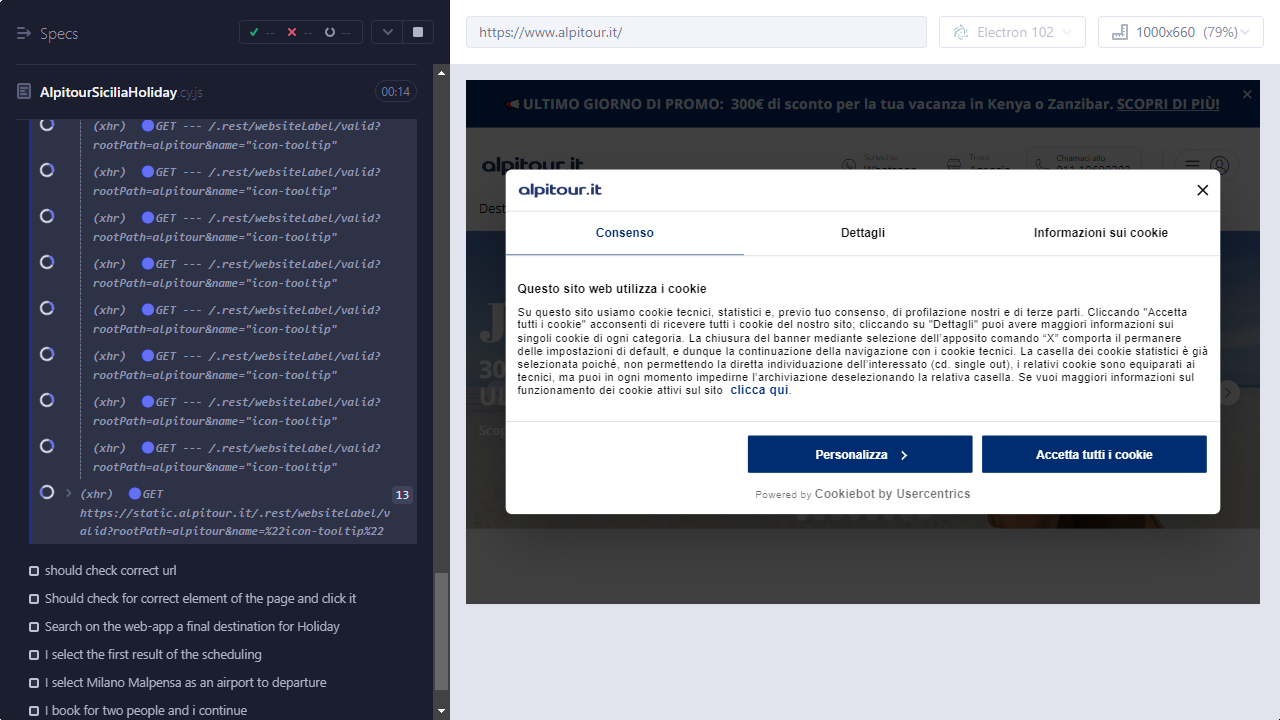 Specs
--
--
--
https://www.alpitour.it/
Electron 102
1000x660 (79%)
AlpitourSiciliaHoliday.cy.js
00:14
(xhr) GET --- /.rest/websiteLabel/valid?
rootPath=alpitour&name="icon-tooltip"
(xhr) GET --- /.rest/websiteLabel/valid?
rootPath=alpitour&name="icon-tooltip"
(xhr) GET --- /.rest/websiteLabel/valid?
rootPath=alpitour&name="icon-tooltip"
(xhr) GET --- /.rest/websiteLabel/valid?
rootPath=alpitour&name="icon-tooltip"
(xhr) GET --- /.rest/websiteLabel/valid?
rootPath=alpitour&name="icon-tooltip"
(xhr) GET --- /.rest/websiteLabel/valid?
rootPath=alpitour&name="icon-tooltip"
(xhr) GET --- /.rest/websiteLabel/valid?
rootPath=alpitour&name="icon-tooltip"
(xhr) GET --- /.rest/websiteLabel/valid?
rootPath=alpitour&name="icon-tooltip"
(xhr) GET
13
https://static.alpitour.it/.rest/websiteLabel/v
alid?rootPath=alpitour&name=%22icon-tooltip%22
should check correct url
Should check for correct element of the page and click it
Search on the web-app a final destination for Holiday
I select the first result of the scheduling
I select Milano Malpensa as an airport to departure
I book for two people and i continue
ULTIMO GIORNO DI PROMO: 300€ di sconto per la tua vacanza in Kenya o Zanzibar. SCOPRI DI PIÙ!
alpitour.it
Chiamaci allo
Dest
J
30
UL
Scop
alpitour.it
Consenso
Dettagli
Informazioni sui cookie
Questo sito web utilizza i cookie
Su questo sito usiamo cookie tecnici, statistici e, previo tuo consenso, di profilazione nostri e di terze parti. Cliccando "Accetta
tutti i cookie" acconsenti di ricevere tutti i cookie del nostro sito; cliccando su "Dettagli" puoi avere maggiori informazioni sui
singoli cookie di ogni categoria. La chiusura del banner mediante selezione dell'apposito comando “X” comporta il permanere
delle impostazioni di default, e dunque la continuazione della navigazione con i cookie tecnici. La casella dei cookie statistici è già
selezionata poiché, non permettendo la diretta individuazione dell'interessato (cd. single out), i relativi cookie sono equiparati ai
tecnici, ma puoi in ogni momento impedirne l'archiviazione deselezionando la relativa casella. Se vuoi maggiori informazioni sul
funzionamento dei cookie attivi sul sito clicca qui.
Personalizza
Accetta tutti i cookie
Powered by Cookiebot by Usercentrics